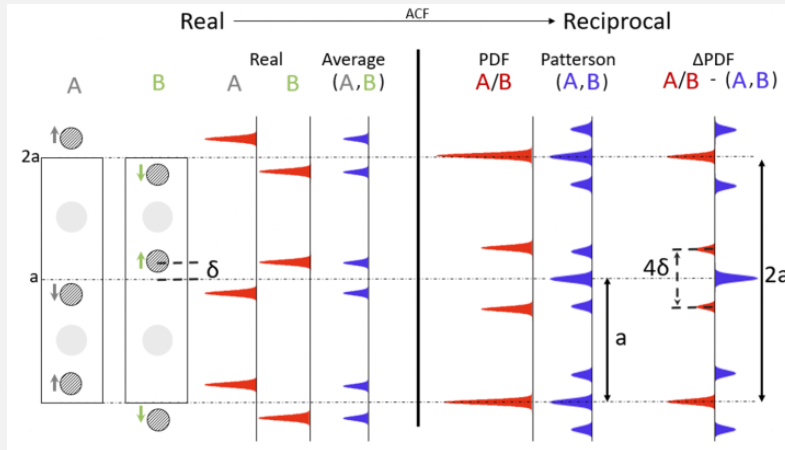 Real ACF Reciprocal
Real Average PDF Patterson ΔPDF
A B A B (A,B) A/B (A,B) A/B - (A,B)
2a
a
δ
a
4δ
2a